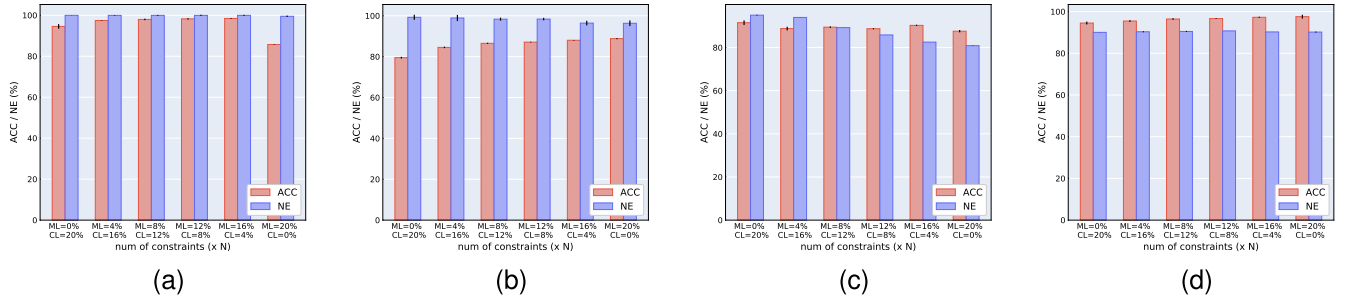 100
80
60
40
20
0
ACC / NE (%)
ACC
NE
ML=0% ML=4% ML=8% ML=12% ML=16% ML=20%
CL=20% CL=16% CL=12% CL=8% CL=4% CL=0%
num of constraints (x N)
(a)
100
80
60
40
20
0
ACC / NE (%)
ACC
NE
ML=0% ML=4% ML=8% ML=12% ML=16% ML=20%
CL=20% CL=16% CL=12% CL=8% CL=4% CL=0%
num of constraints (x N)
(b)
80
60
40
20
0
ACC / NE (%)
ACC
NE
ML=0% ML=4% ML=8% ML=12% ML=16% ML=20%
CL=20% CL=16% CL=12% CL=8% CL=4% CL=0%
num of constraints (x N)
(c)
100
80
60
40
20
0
ACC / NE (%)
ACC
NE
ML=0% ML=4% ML=8% ML=12% ML=16% ML=20%
CL=20% CL=16% CL=12% CL=8% CL=4% CL=0%
num of constraints (x N)
(d)